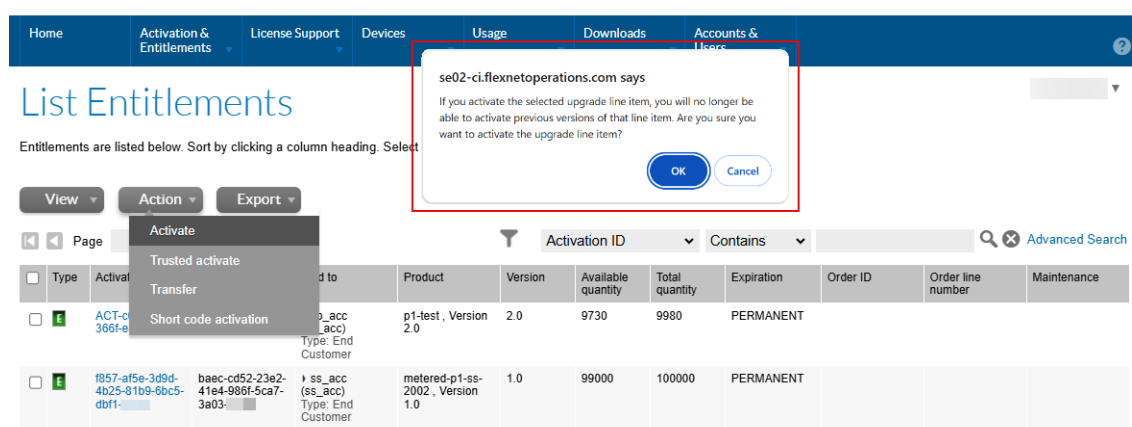 Home
Activation &
Entitlements
License Support
Devices
Usage
Downloads
Accounts &
Users
se02-ci.flexnetoperations.com says
If you activate the selected upgrade line item, you will no longer be
able to activate previous versions of that line item. Are you sure you
want to activate the upgrade line item?
OK
Cancel
List Entitlements
Entitlements are listed below. Sort by clicking a column heading. Select
View
Action
Export
Activate
Trusted activate
Transfer
Short code activation
Page
Activation ID
Contains
Advanced Search
Type
Product
Version
Available
quantity
Total
quantity
Expiration
Order ID
Order line
number
Maintenance
E
p1-test , Version
2.0
2.0
9730
9980
PERMANENT
Type: End
Customer
E
f857-af5e-3d9d-
4b25-81b9-6bc5-
dbf1-
baec-cd52-23e2-
41e4-986f-5ca7-
3a03-
ss_acc
(ss_acc)
Type: End
Customer
metered-p1-ss-
2002 , Version
1.0
1.0
99000
100000
PERMANENT